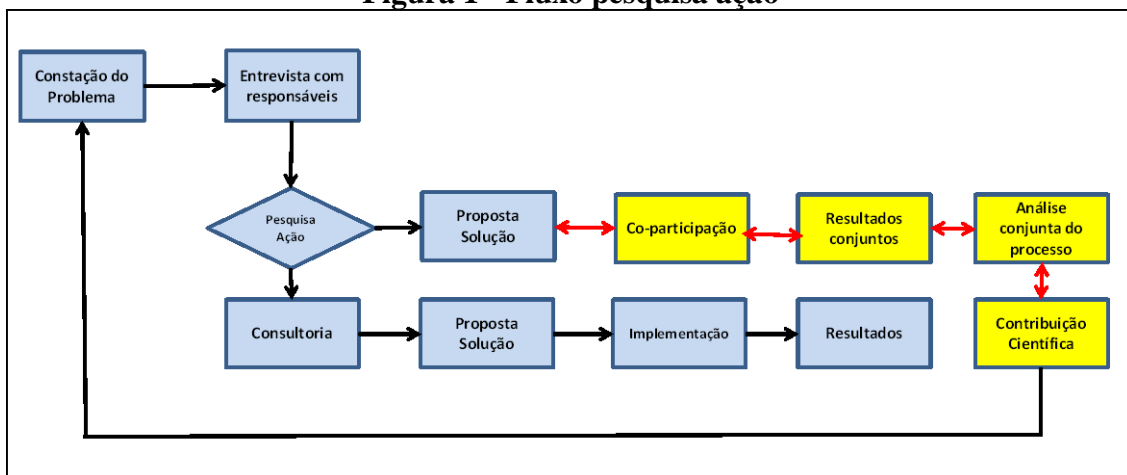 Figura 1 - Fluxo pesquisa ação
Constação do
Problema
Entrevista com
responsáveis
Pesquisa
Ação
Proposta
Solução
Co-participação
Resultados
conjuntos
Análise
conjunta do
processo
Consultoria
Proposta
Solução
Implementação
Resultados
Contribuição
Científica